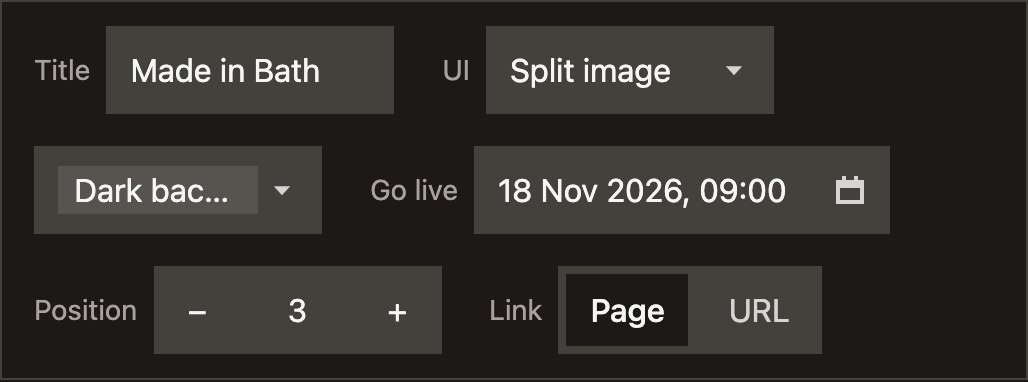 Title Made in Bath UI Split image
Dark bac... Go live 18 Nov 2026, 09:00
Position − 3 + Link Page URL